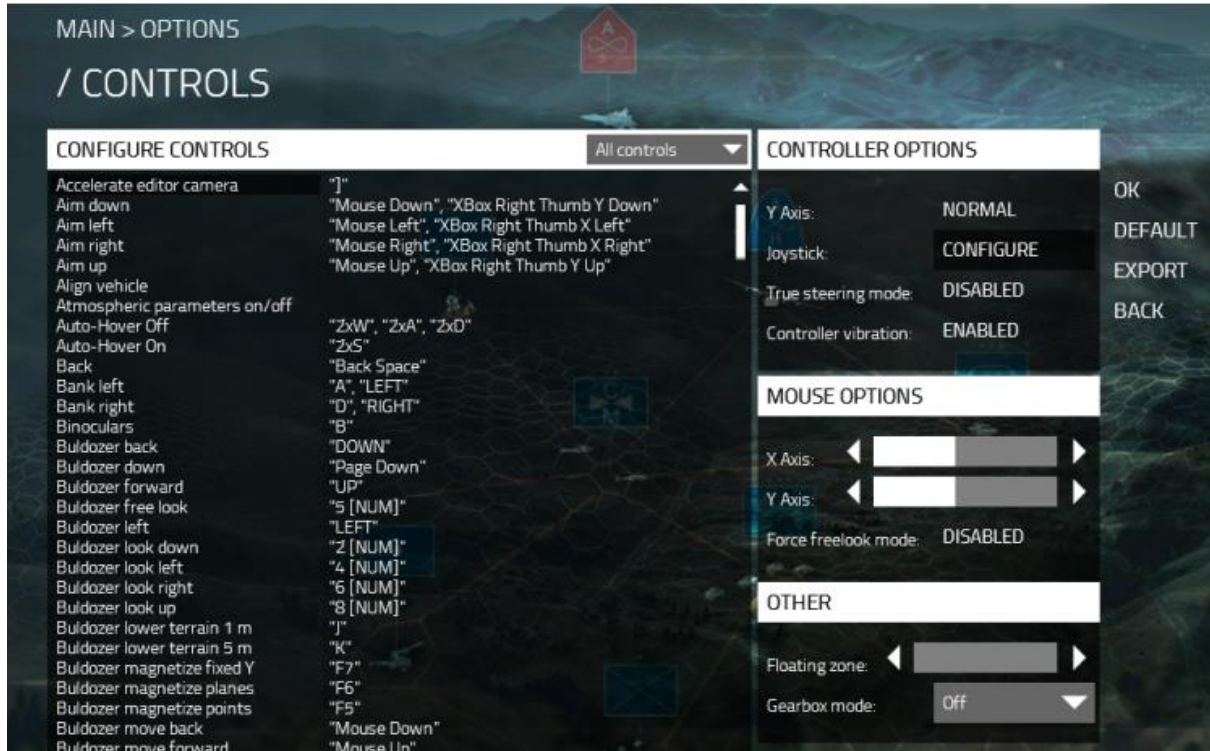 MAIN > OPTIONS
/ CONTROLS
CONFIGURE CONTROLS All controls
Accelerate editor camera "]"
Aim down "Mouse Down", "XBox Right Thumb Y Down"
Aim left "Mouse Left", "XBox Right Thumb X Left"
Aim right "Mouse Right", "XBox Right Thumb X Right"
Aim up "Mouse Up", "XBox Right Thumb Y Up"
Align vehicle
Atmospheric parameters on/off
Auto-Hover Off "2xW", "2xA", "2xD"
Auto-Hover On "2xS"
Back "Back Space"
Bank left "A", "LEFT"
Bank right "D", "RIGHT"
Binoculars "B"
Buldozer back "DOWN"
Buldozer down "Page Down"
Buldozer forward "UP"
Buldozer free look "5 [NUM]"
Buldozer left "LEFT"
Buldozer look down "2 [NUM]"
Buldozer look left "4 [NUM]"
Buldozer look right "6 [NUM]"
Buldozer look up "8 [NUM]"
Buldozer lower terrain 1 m "J"
Buldozer lower terrain 5 m "K"
Buldozer magnetize fixed Y "F7"
Buldozer magnetize planes "F6"
Buldozer magnetize points "F5"
Buldozer move back "Mouse Down"
Buldozer move forward "Mouse Up"
CONTROLLER OPTIONS
Y Axis: NORMAL
Joystick: CONFIGURE
True steering mode: DISABLED
Controller vibration: ENABLED
MOUSE OPTIONS
X Axis:
Y Axis:
Force freelook mode: DISABLED
OTHER
Floating zone:
Gearbox mode: Off
OK
DEFAULT
EXPORT
BACK